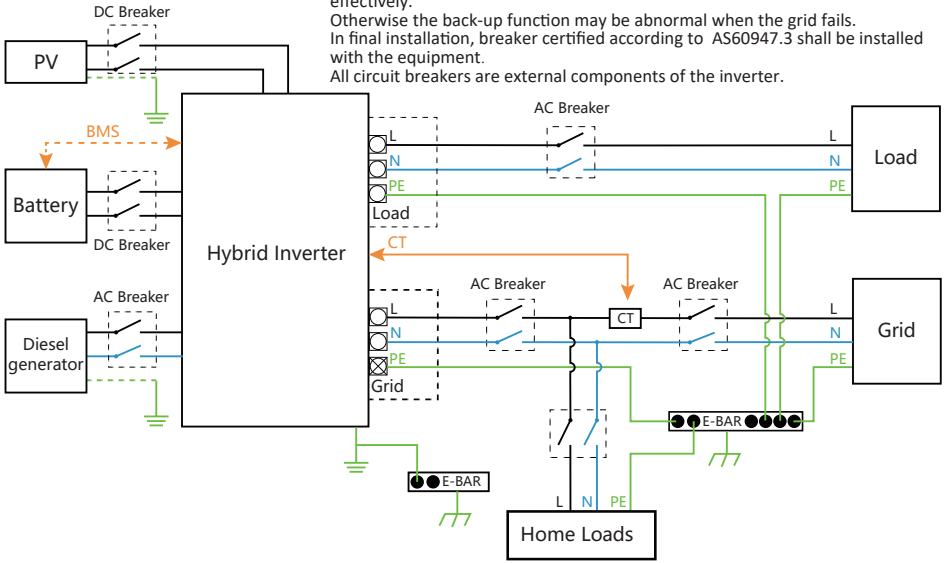 effectively.
Otherwise the back-up function may be abnormal when the grid fails.
In final installation, breaker certified according to AS60947.3 shall be installed
with the equipment.
All circuit breakers are external components of the inverter.
DC Breaker
PV
BMS
Battery
DC Breaker
AC Breaker
Diesel
generator
Hybrid Inverter
L
N
PE
Load
CT
L
N
PE
Grid
AC Breaker
L
N
PE
Load
AC Breaker
CT
AC Breaker
L
N
PE
Grid
E-BAR
E-BAR
L
N
PE
Home Loads